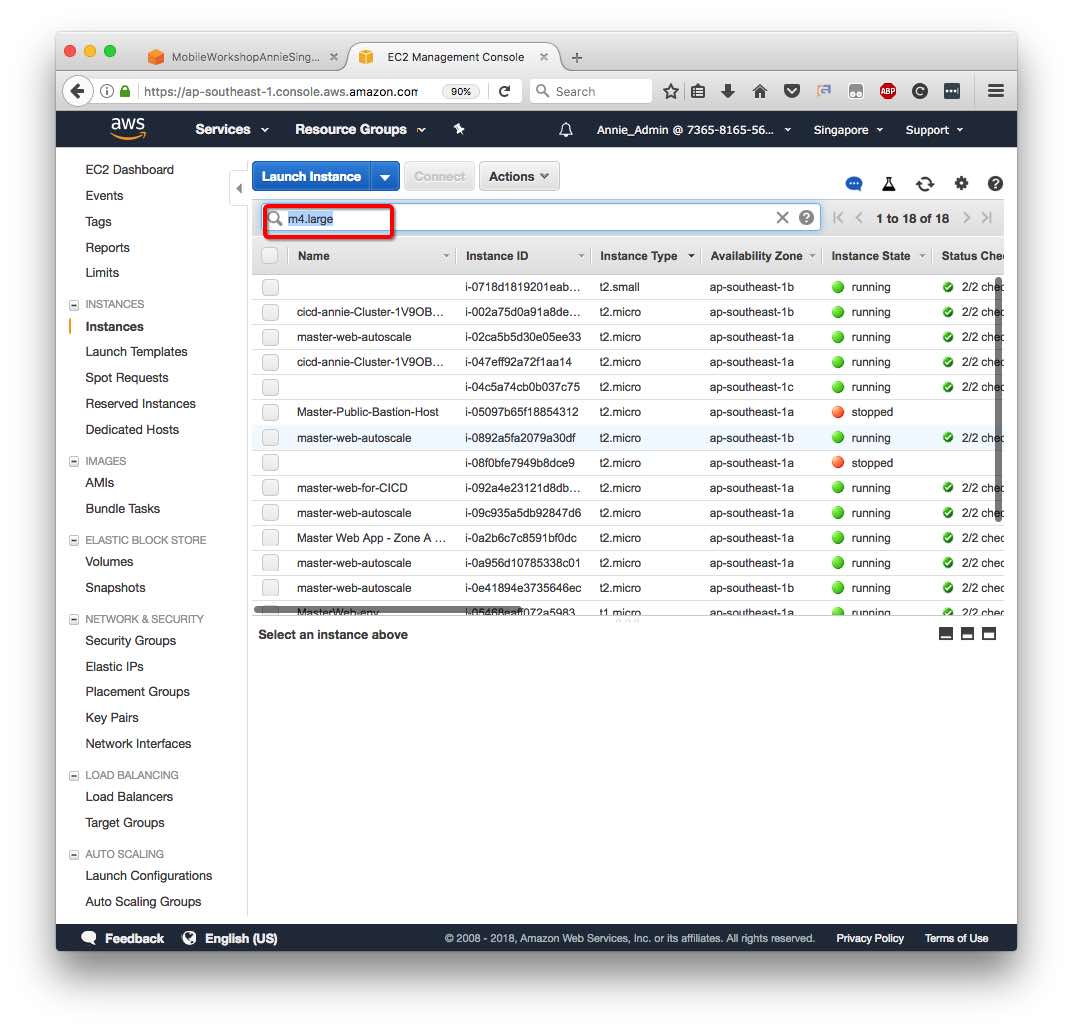 MobileWorkshopAnnieSing... EC2 Management Console
https://ap-southeast-1.console.aws.amazon.com 90% Search ABP
aws Services Resource Groups Annie_Admin @ 7365-8165-56... Singapore Support
EC2 Dashboard
Events
Tags
Reports
Limits
INSTANCES
Instances
Launch Templates
Spot Requests
Reserved Instances
Dedicated Hosts
IMAGES
AMIs
Bundle Tasks
ELASTIC BLOCK STORE
Volumes
Snapshots
NETWORK & SECURITY
Security Groups
Elastic IPs
Placement Groups
Key Pairs
Network Interfaces
LOAD BALANCING
Load Balancers
Target Groups
AUTO SCALING
Launch Configurations
Auto Scaling Groups
Launch Instance Connect Actions
m4.large 1 to 18 of 18
Name Instance ID Instance Type Availability Zone Instance State Status Chec
i-0718d1819201eab... t2.small ap-southeast-1b running 2/2 chec
cicd-annie-Cluster-1V9OB... i-002a75d0a91a8de... t2.micro ap-southeast-1b running 2/2 chec
master-web-autoscale i-02ca5b5d30e05ee33 t2.micro ap-southeast-1a running 2/2 chec
cicd-annie-Cluster-1V9OB... i-047eff92a72f1aa14 t2.micro ap-southeast-1a running 2/2 chec
i-04c5a74cb0b037c75 t2.micro ap-southeast-1c running 2/2 chec
Master-Public-Bastion-Host i-05097b65f18854312 t2.micro ap-southeast-1a stopped
master-web-autoscale i-0892a5fa2079a30df t2.micro ap-southeast-1b running 2/2 chec
i-08f0bfe7949b8dce9 t2.micro ap-southeast-1a stopped
master-web-for-CICD i-092a4e23121d8db... t2.micro ap-southeast-1a running 2/2 chec
master-web-autoscale i-09c935a5db92847d6 t2.micro ap-southeast-1a running 2/2 chec
Master Web App - Zone A ... i-0a2b6c7c8591bf0dc t2.micro ap-southeast-1a running 2/2 chec
master-web-autoscale i-0a956d10785338c01 t2.micro ap-southeast-1a running 2/2 chec
master-web-autoscale i-0e41894e3735646ec t2.micro ap-southeast-1b running 2/2 chec
MasterWeb-env i-05468eaff072a5983 t1.micro ap-southeast-1a running 2/2 chec
Select an instance above
Feedback English (US) © 2008 - 2018, Amazon Web Services, Inc. or its affiliates. All rights reserved. Privacy Policy Terms of Use